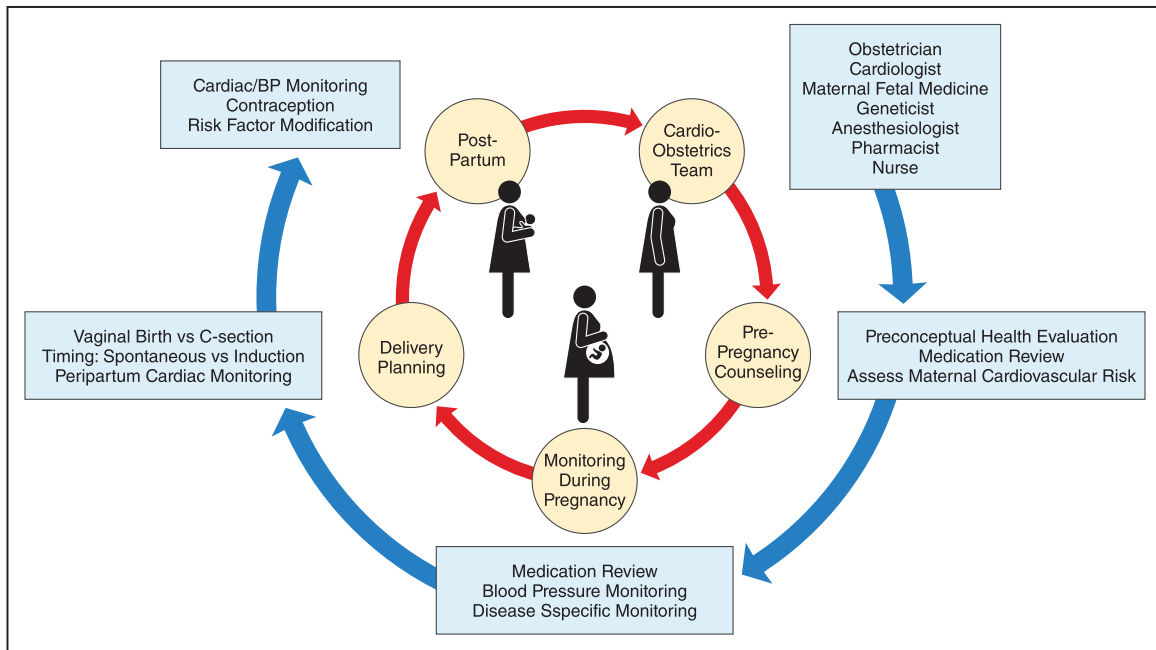 Cardiac/BP Monitoring
Contraception
Risk Factor Modification
Post-
Partum
Cardio-
Obstetrics
Team
Obstetrician
Cardiologist
Maternal Fetal Medicine
Geneticist
Anesthesiologist
Pharmacist
Nurse
Vaginal Birth vs C-section
Timing: Spontaneous vs Induction
Peripartum Cardiac Monitoring
Delivery
Planning
Pre-
Pregnancy
Counseling
Preconceptual Health Evaluation
Medication Review
Assess Maternal Cardiovascular Risk
Monitoring
During
Pregnancy
Medication Review
Blood Pressure Monitoring
Disease Sspecific Monitoring